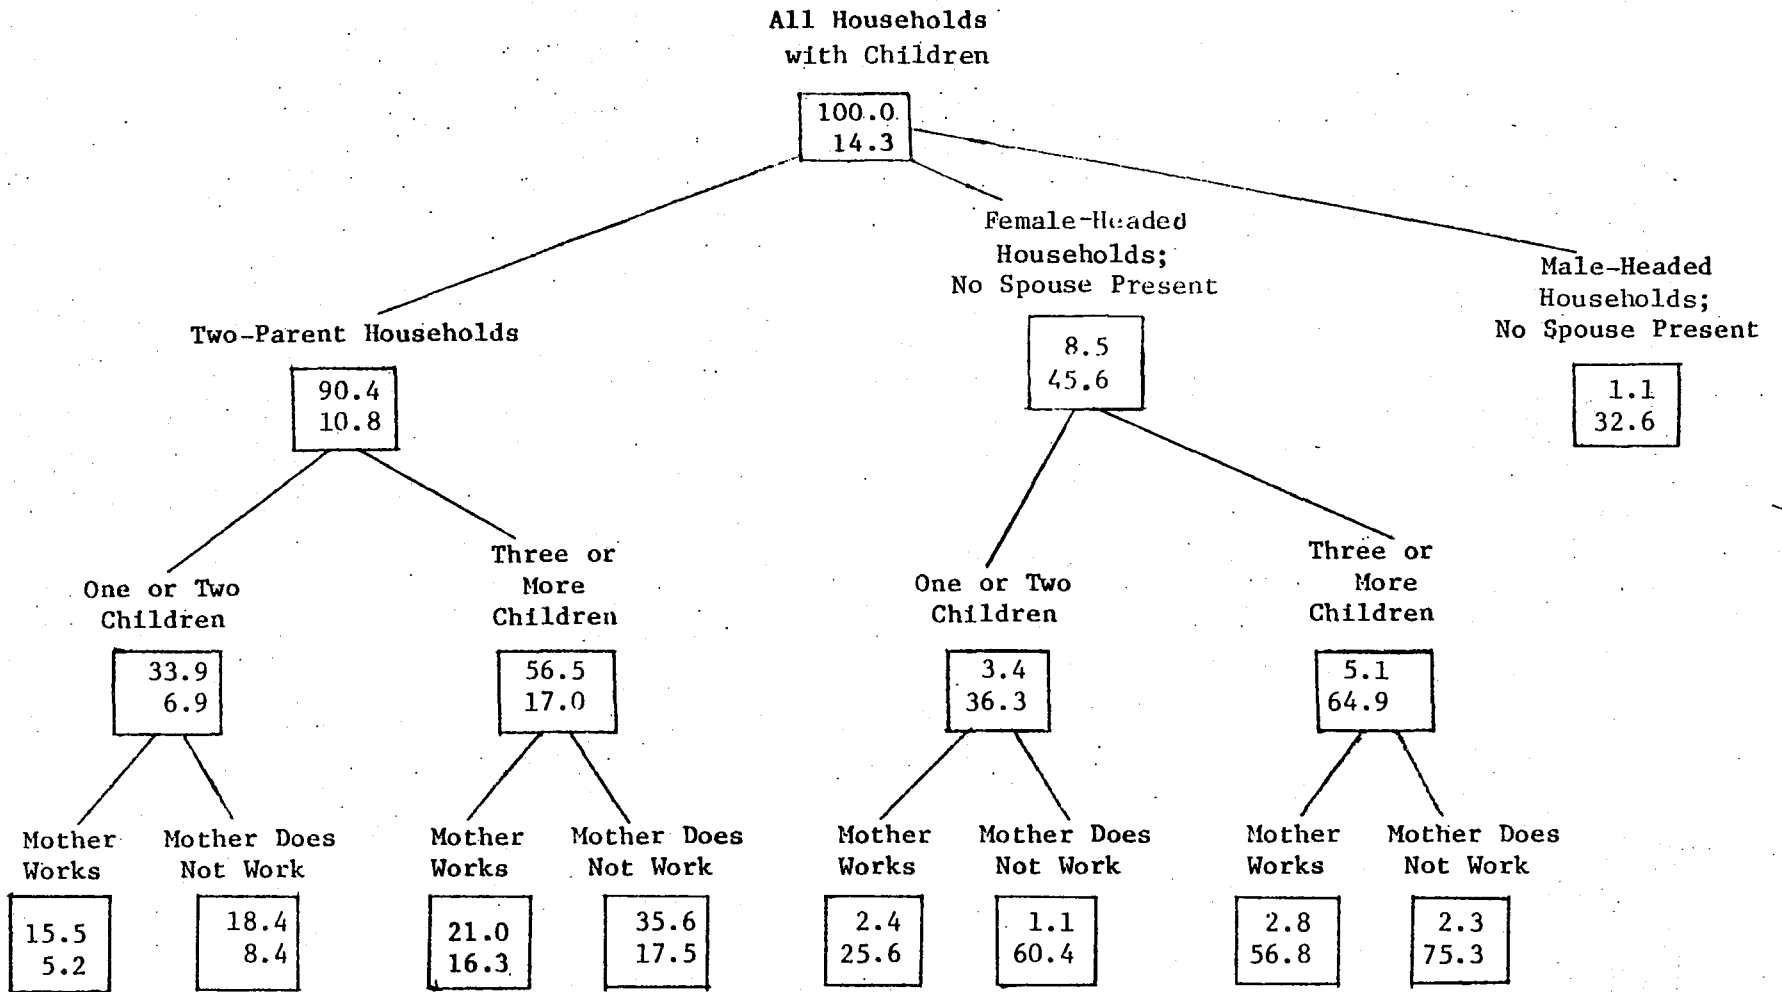 All Households
with Children
100.0
14.3
Female-Headed
Households;
No Spouse Present
8.5
45.6
Male-Headed
Households;
No Spouse Present
1.1
32.6
Two-Parent Households
90.4
10.8
One or Two
Children
33.9
6.9
Three or
More
Children
56.5
17.0
One or Two
Children
3.4
36.3
Three or
More
Children
5.1
64.9
Mother
Works
15.5
5.2
Mother Does
Not Work
18.4
8.4
Mother
Works
21.0
16.3
Mother Does
Not Work
35.6
17.5
Mother
Works
2.4
25.6
Mother Does
Not Work
1.1
60.4
Mother
Works
2.8
56.8
Mother Does
Not Work
2.3
75.3